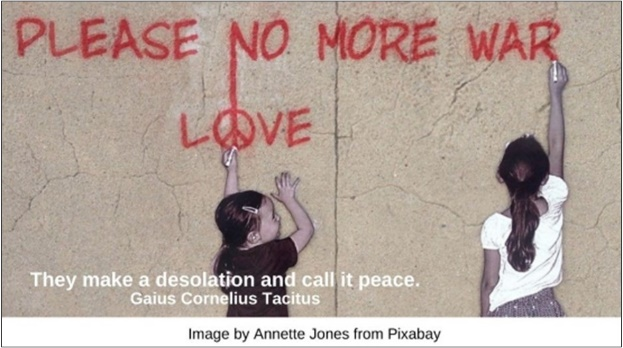 PLEASE NO MORE WAR
LOVE
They make a desolation and call it peace.
Gaius Cornelius Tacitus
Image by Annette Jones from Pixabay